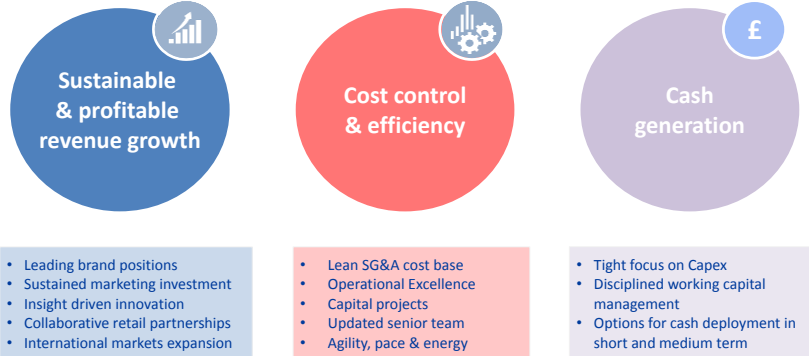 Sustainable
& profitable
revenue growth
Cost control
& efficiency
£
Cash
generation
• Leading brand positions
• Sustained marketing investment
• Insight driven innovation
• Collaborative retail partnerships
• International markets expansion
• Lean SG&A cost base
• Operational Excellence
• Capital projects
• Updated senior team
• Agility, pace & energy
• Tight focus on Capex
• Disciplined working capital
management
• Options for cash deployment in
short and medium term